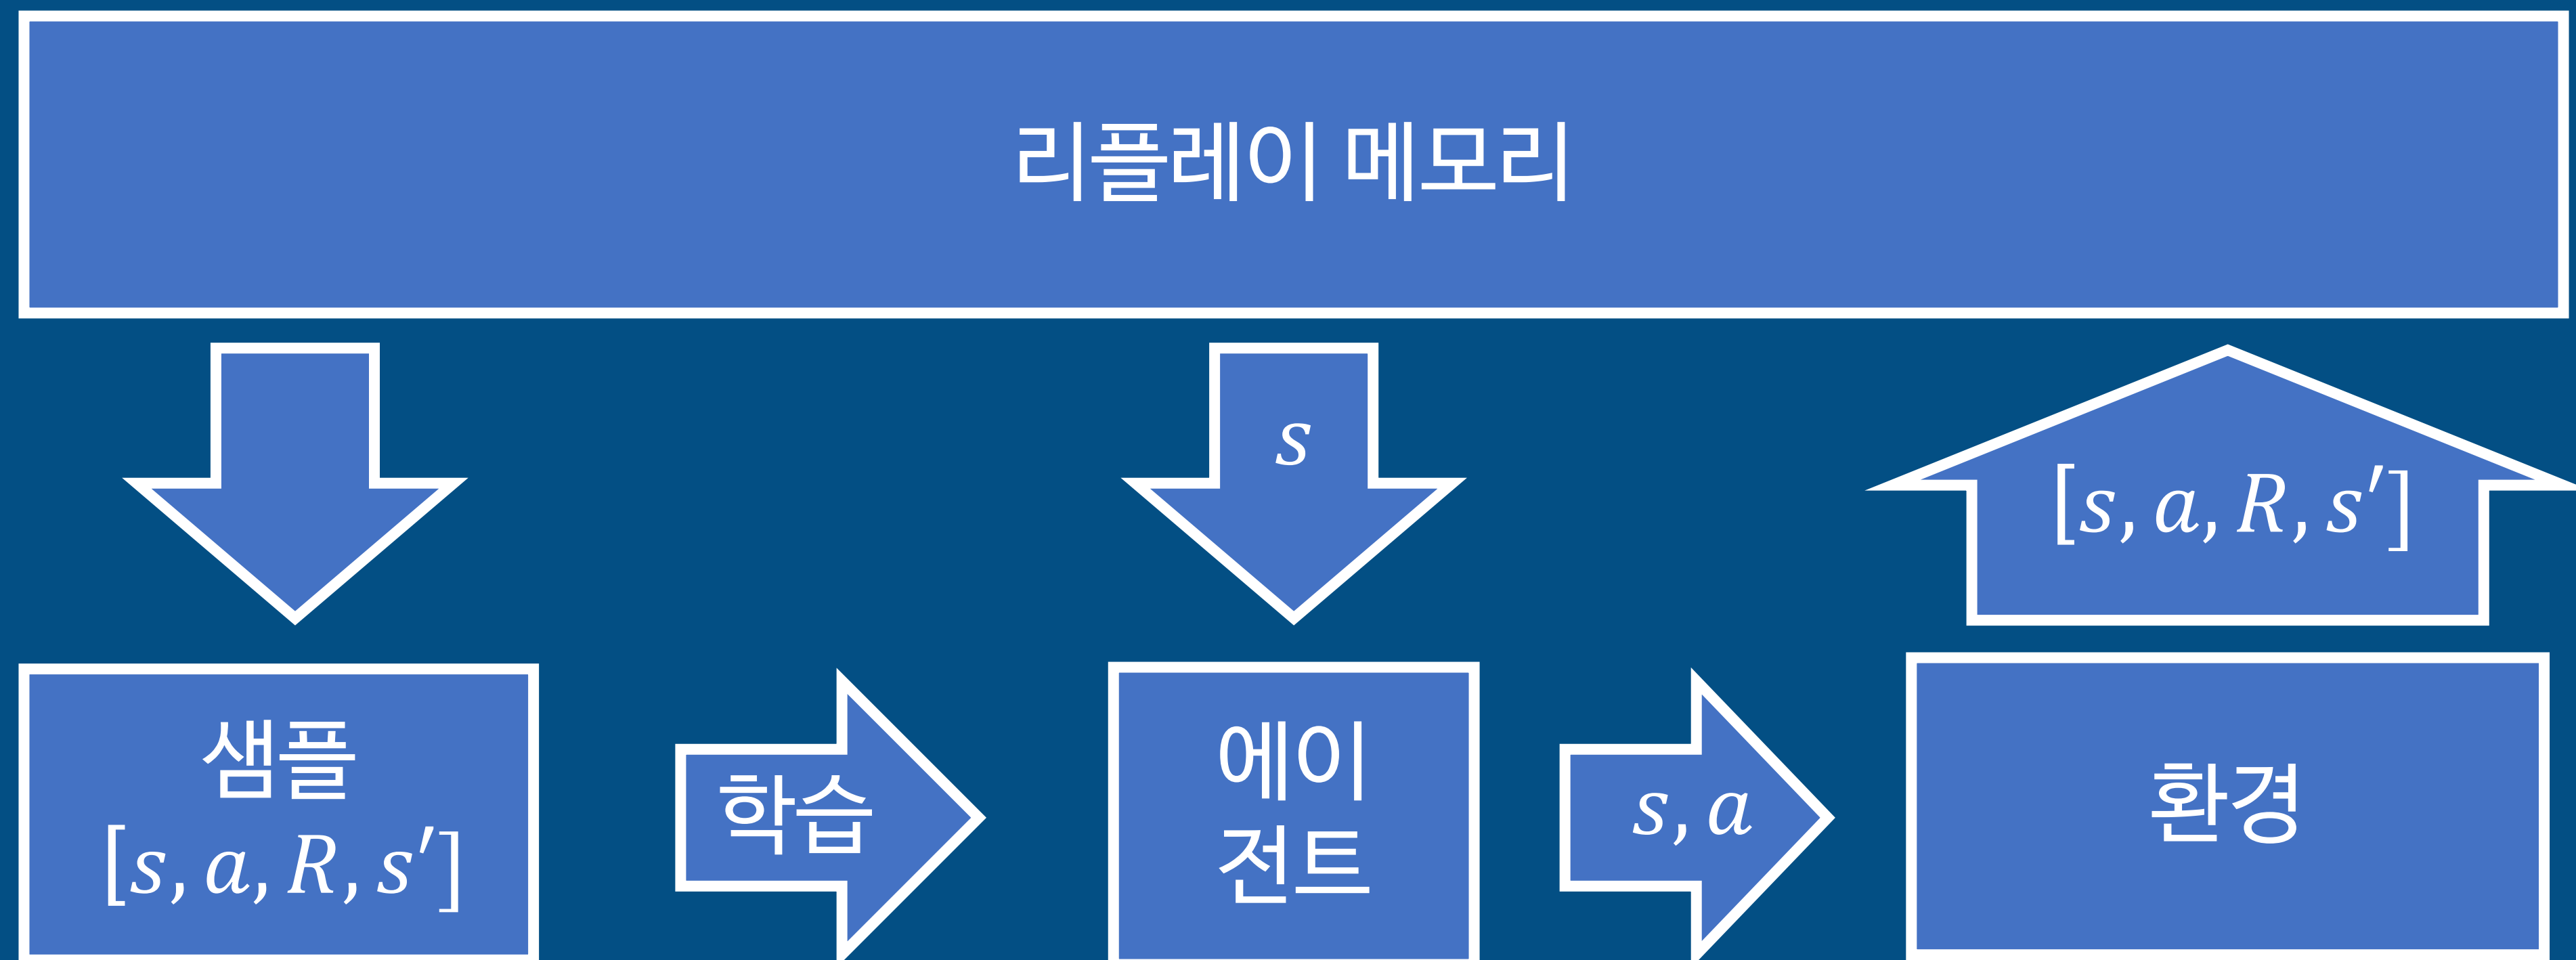 리플레이 메모리
s
[s, a, R, s′]
샘플
[s, a, R, s′]
학습
에이
전트
s, a
환경